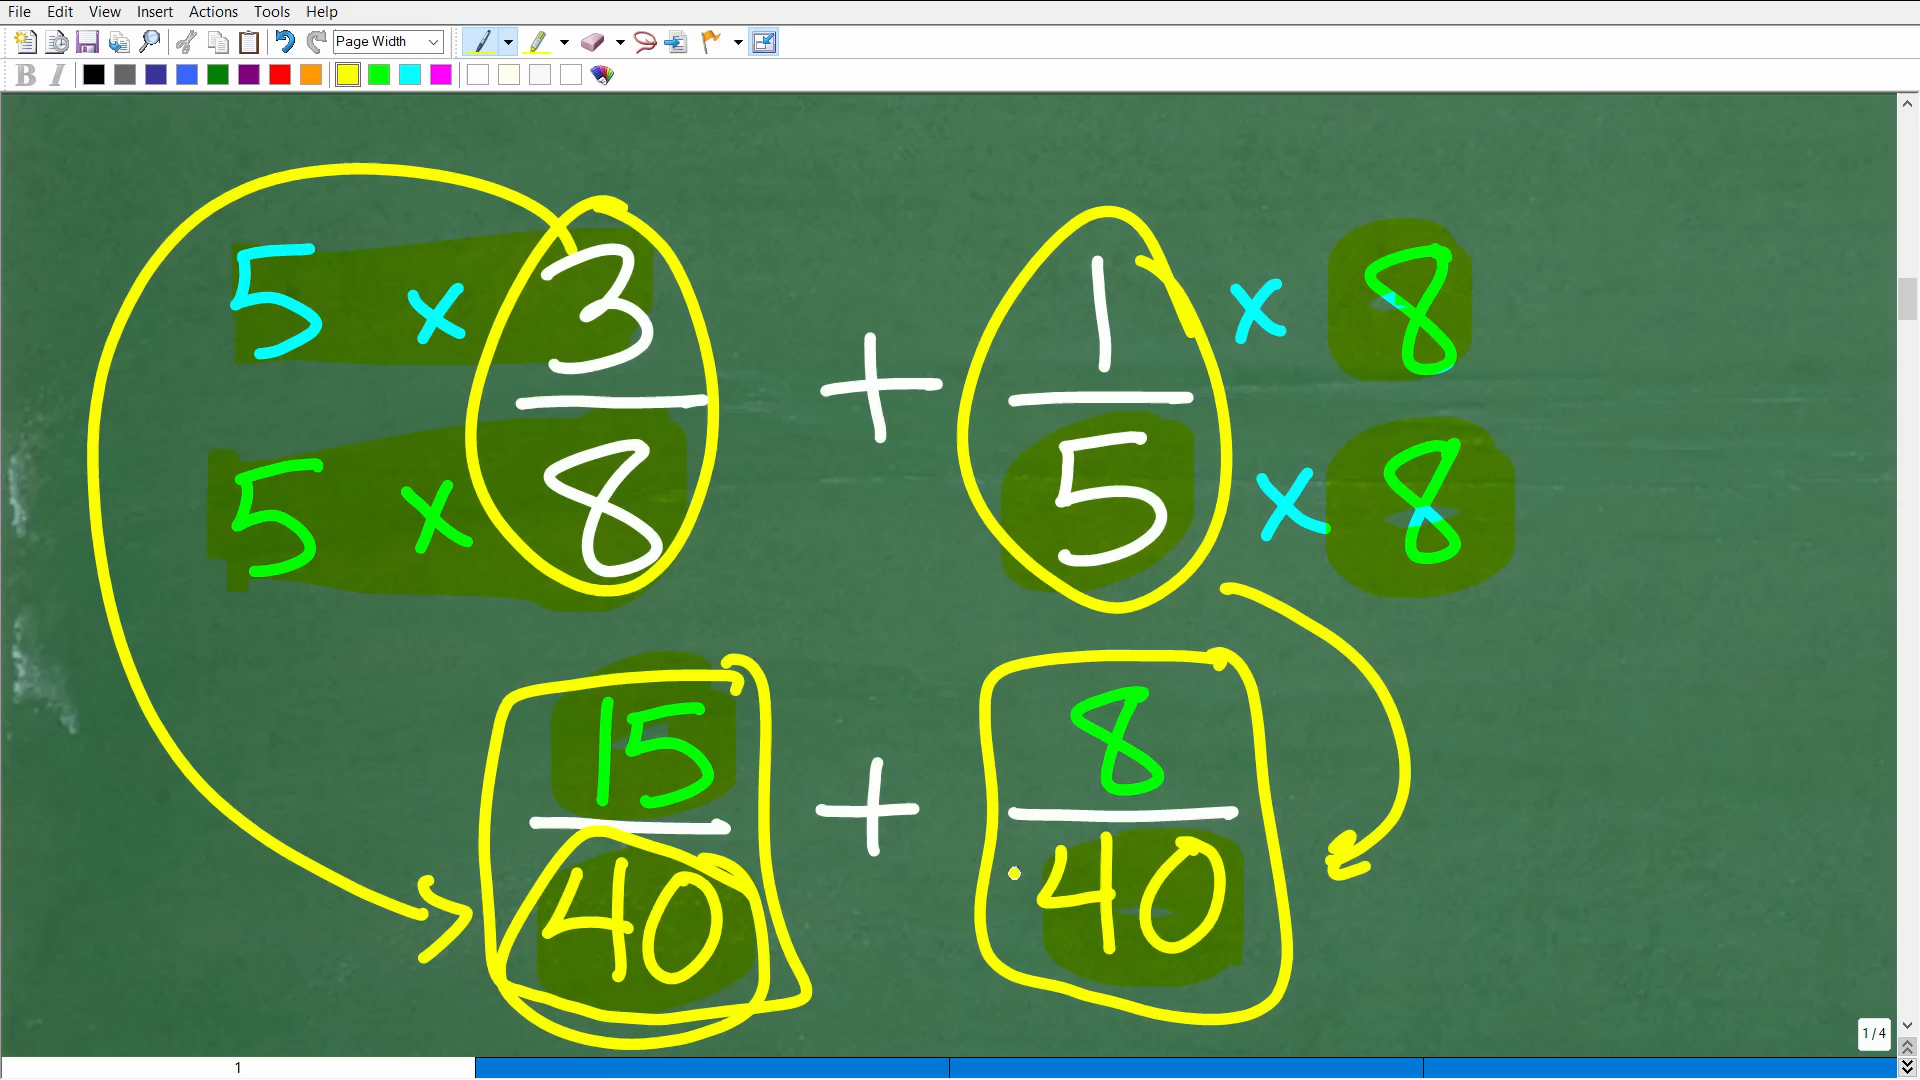 File Edit View Insert Actions Tools Help
Page Width
B I
5 x 3 + 1 x 8
5 x 8 5 x 8
15 + 8
40 40
1 / 4
1